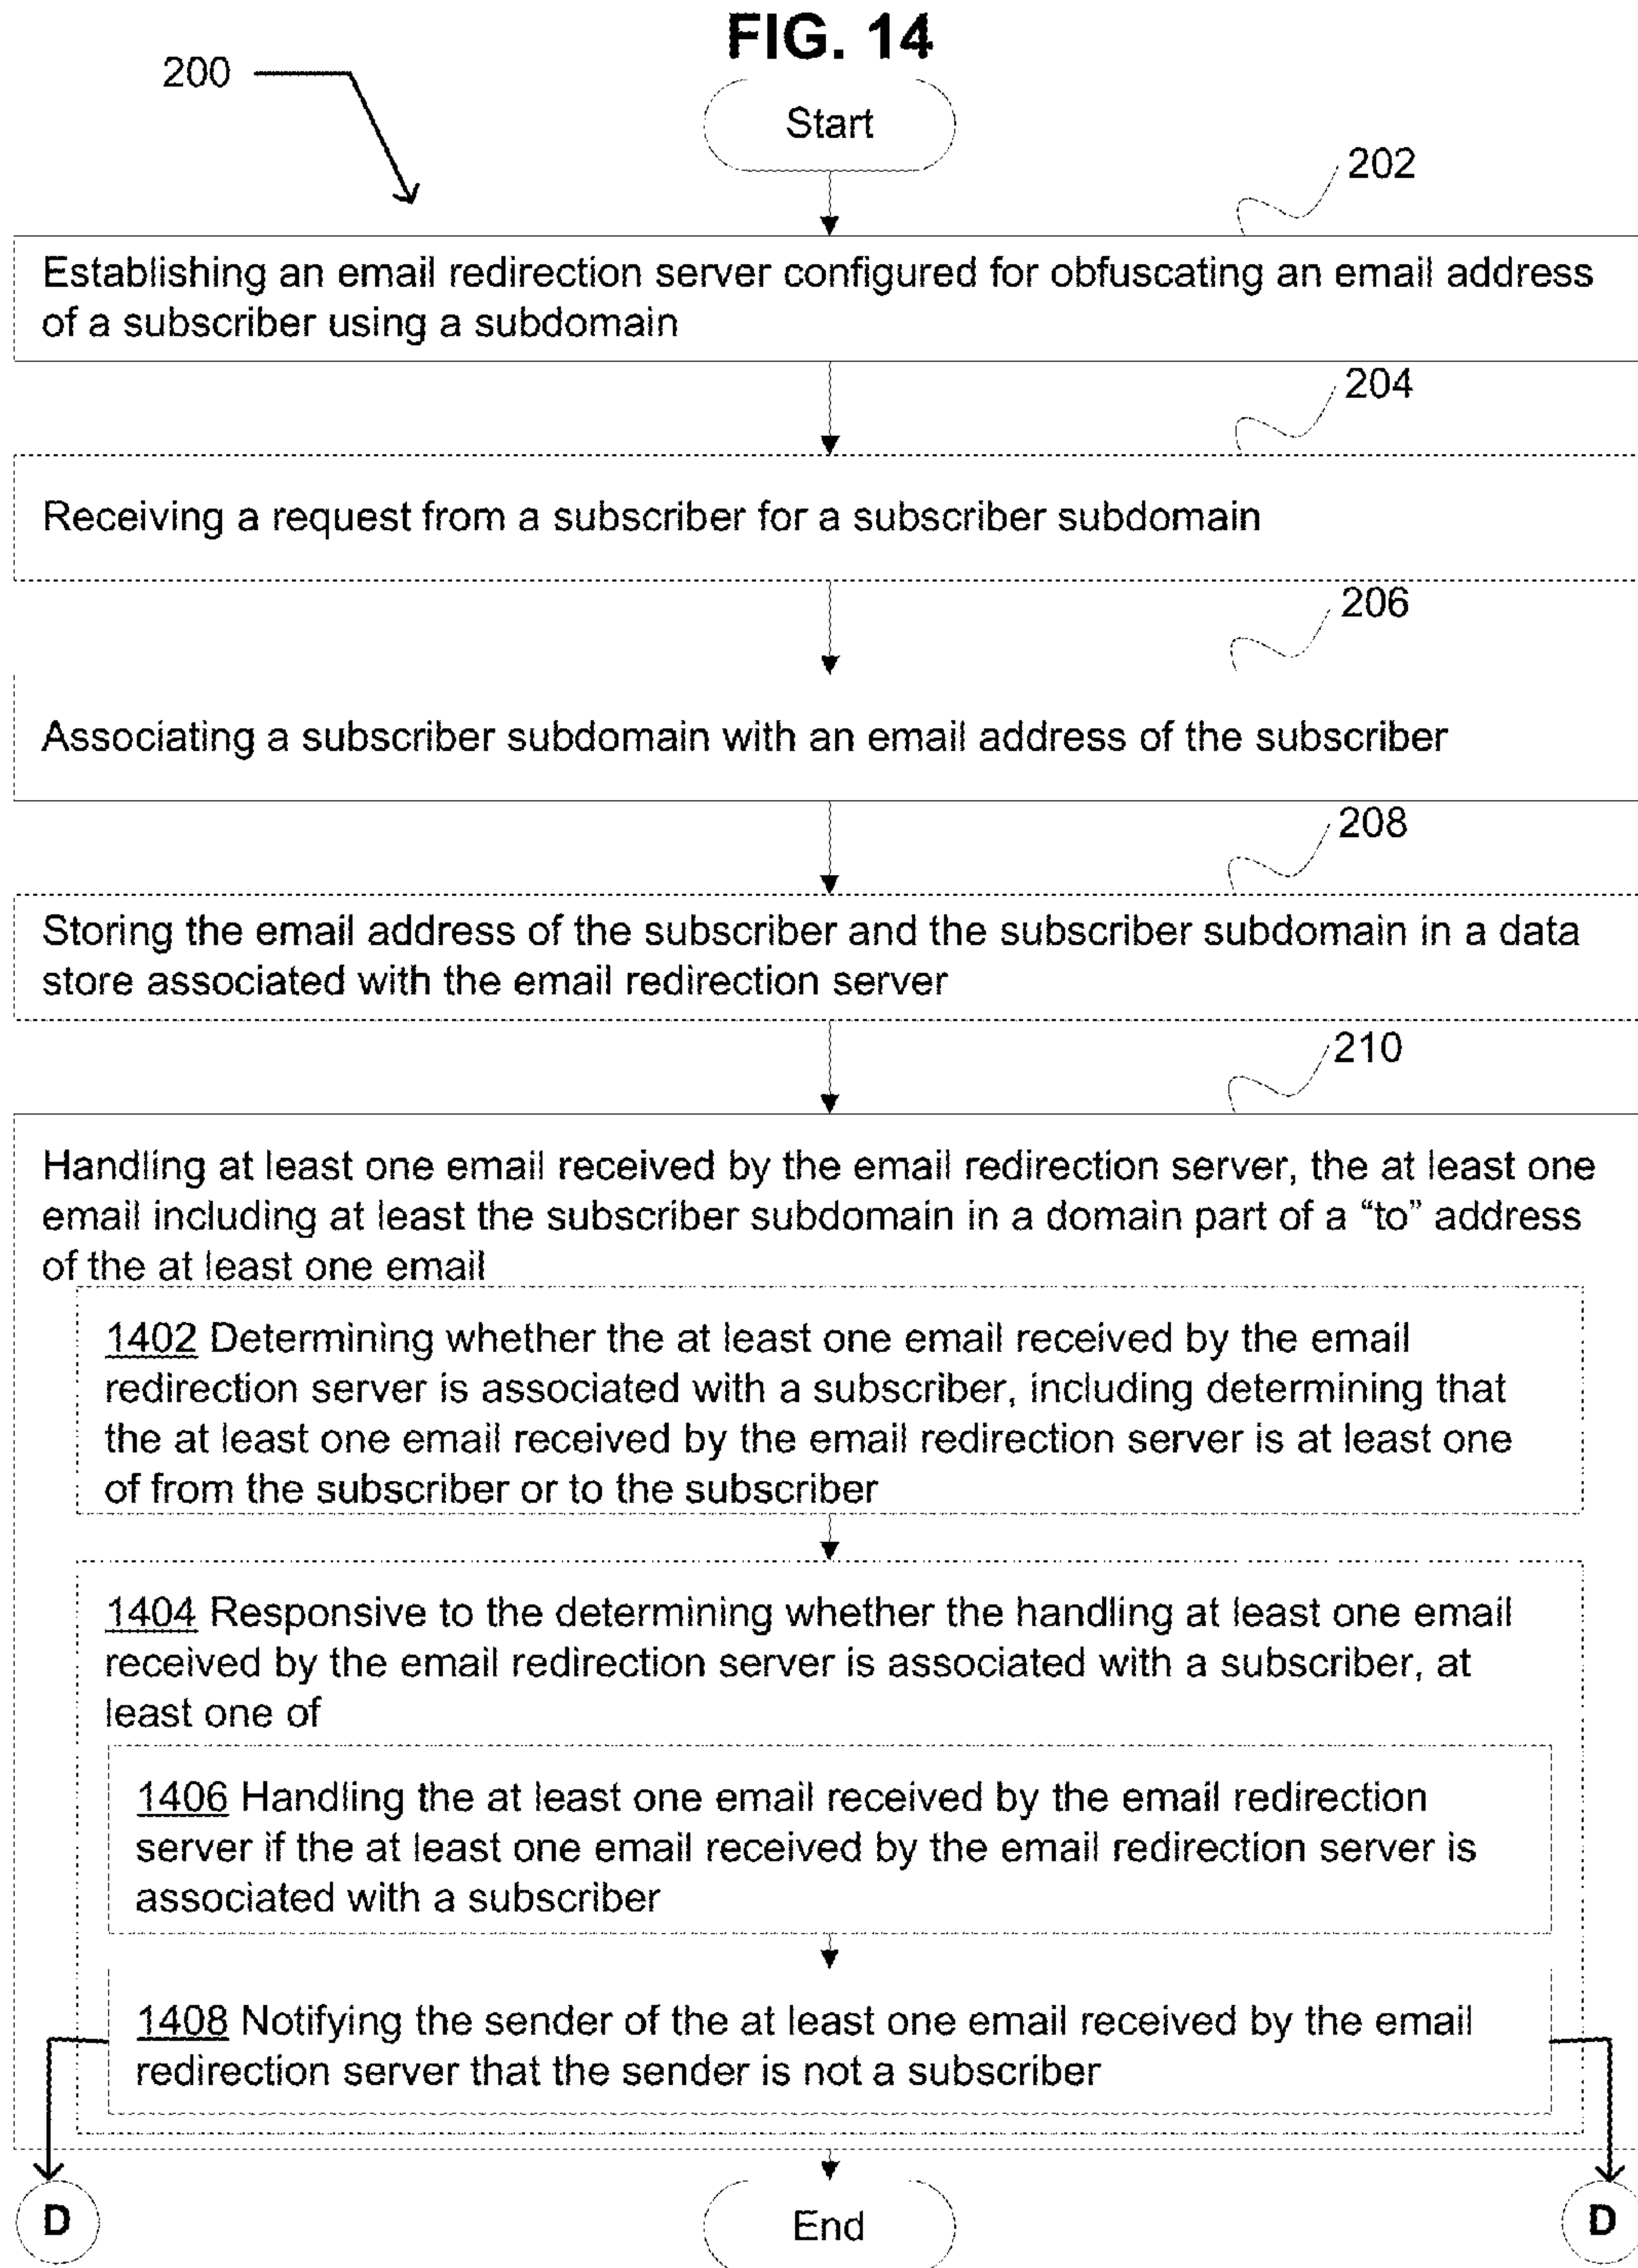 FIG. 14
200
Start
202
Establishing an email redirection server configured for obfuscating an email address
of a subscriber using a subdomain
204
Receiving a request from a subscriber for a subscriber subdomain
206
Associating a subscriber subdomain with an email address of the subscriber
208
Storing the email address of the subscriber and the subscriber subdomain in a data
store associated with the email redirection server
210
Handling at least one email received by the email redirection server, the at least one
email including at least the subscriber subdomain in a domain part of a “to” address
of the at least one email
1402 Determining whether the at least one email received by the email
redirection server is associated with a subscriber, including determining that
the at least one email received by the email redirection server is at least one
of from the subscriber or to the subscriber
1404 Responsive to the determining whether the handling at least one email
received by the email redirection server is associated with a subscriber, at
least one of
1406 Handling the at least one email received by the email redirection
server if the at least one email received by the email redirection server is
associated with a subscriber
1408 Notifying the sender of the at least one email received by the email
redirection server that the sender is not a subscriber
D
End
D